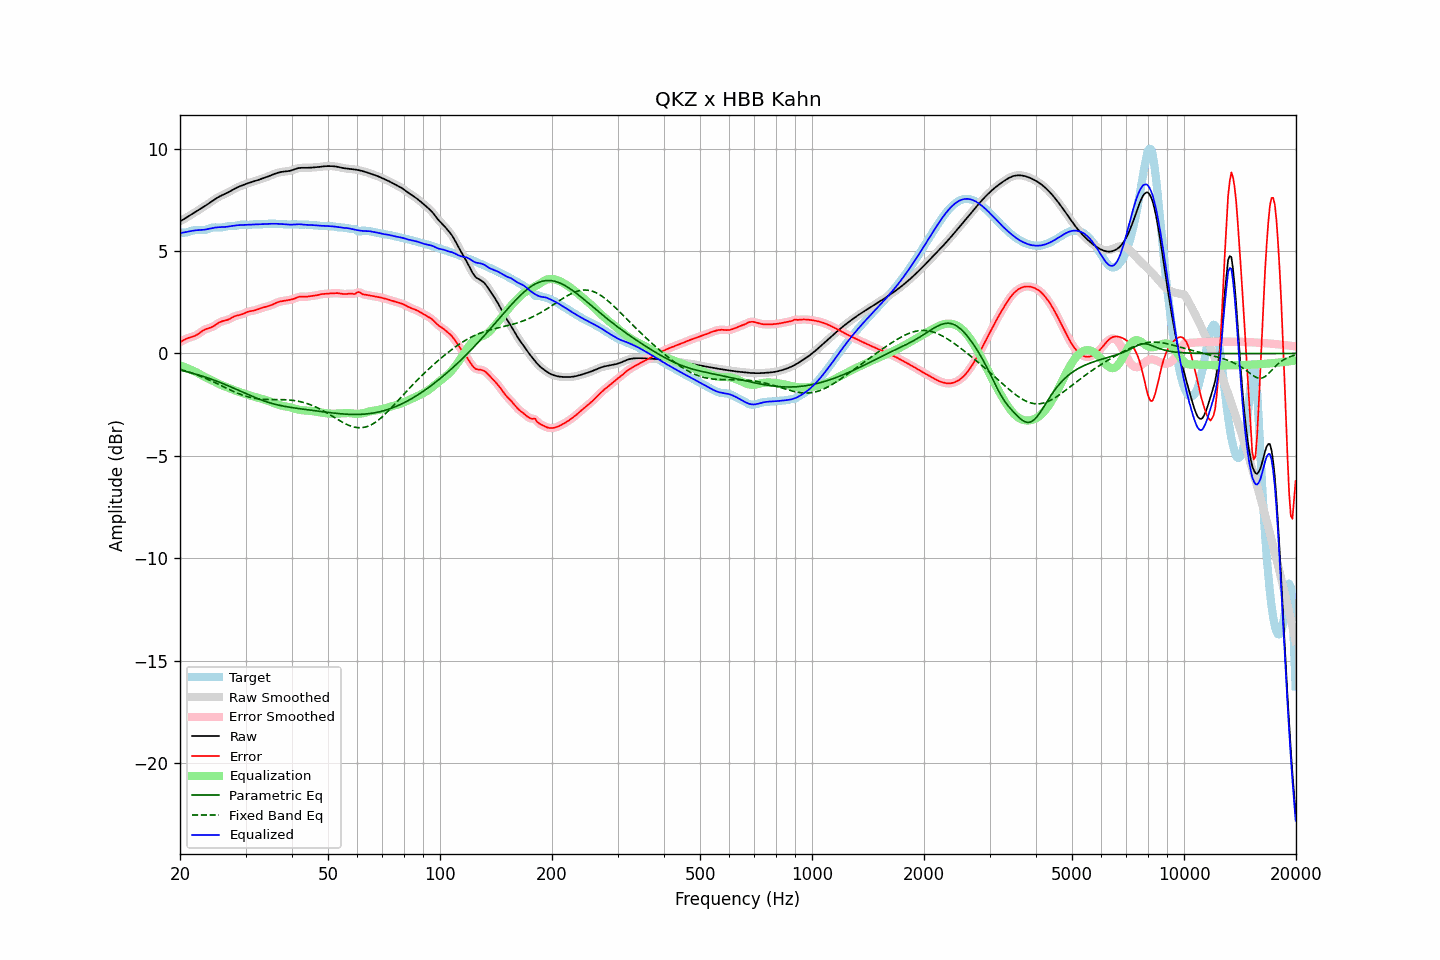 QKZ x HBB Kahn
Amplitude (dBr)
10
5
0
−5
−10
−15
−20
Target
Raw Smoothed
Error Smoothed
Raw
Error
Equalization
Parametric Eq
Fixed Band Eq
Equalized
20 50 100 200 500 1000 2000 5000 10000 20000
Frequency (Hz)